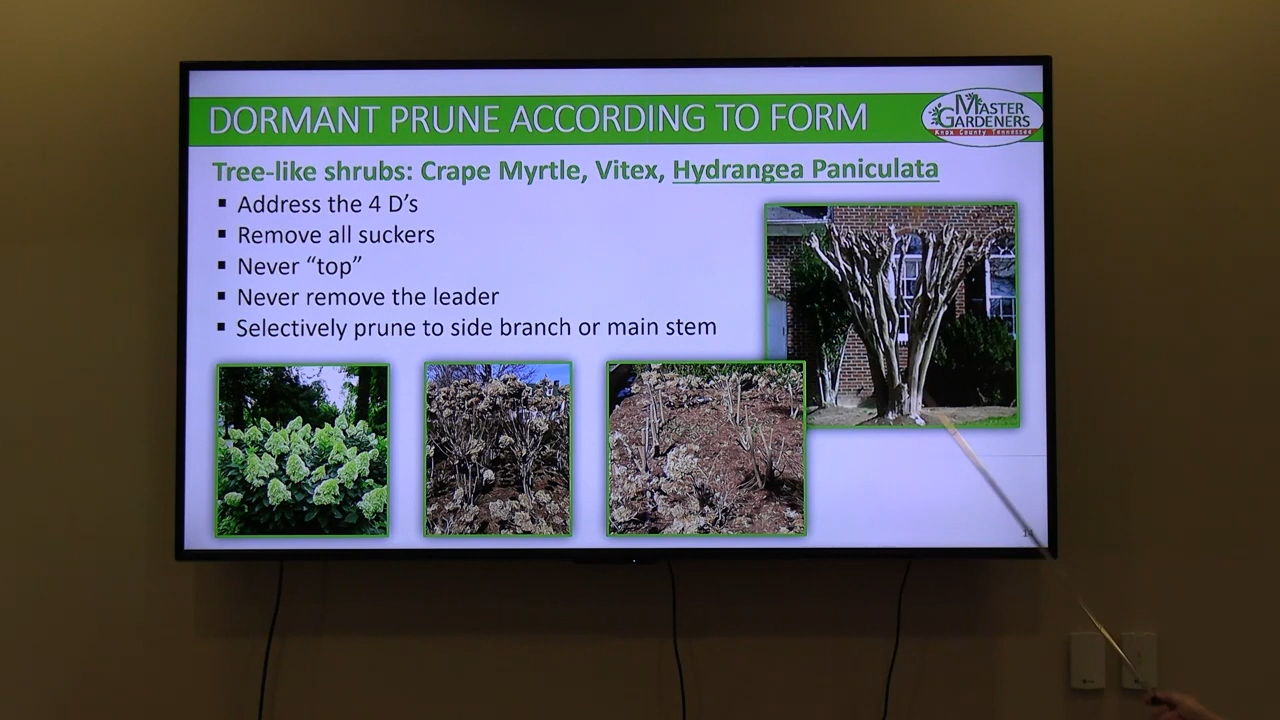 DORMANT PRUNE ACCORDING TO FORM
MASTER
GARDENERS
Knox County Tennessee
Tree-like shrubs: Crape Myrtle, Vitex, Hydrangea Paniculata
▪ Address the 4 D’s
▪ Remove all suckers
▪ Never “top”
▪ Never remove the leader
▪ Selectively prune to side branch or main stem